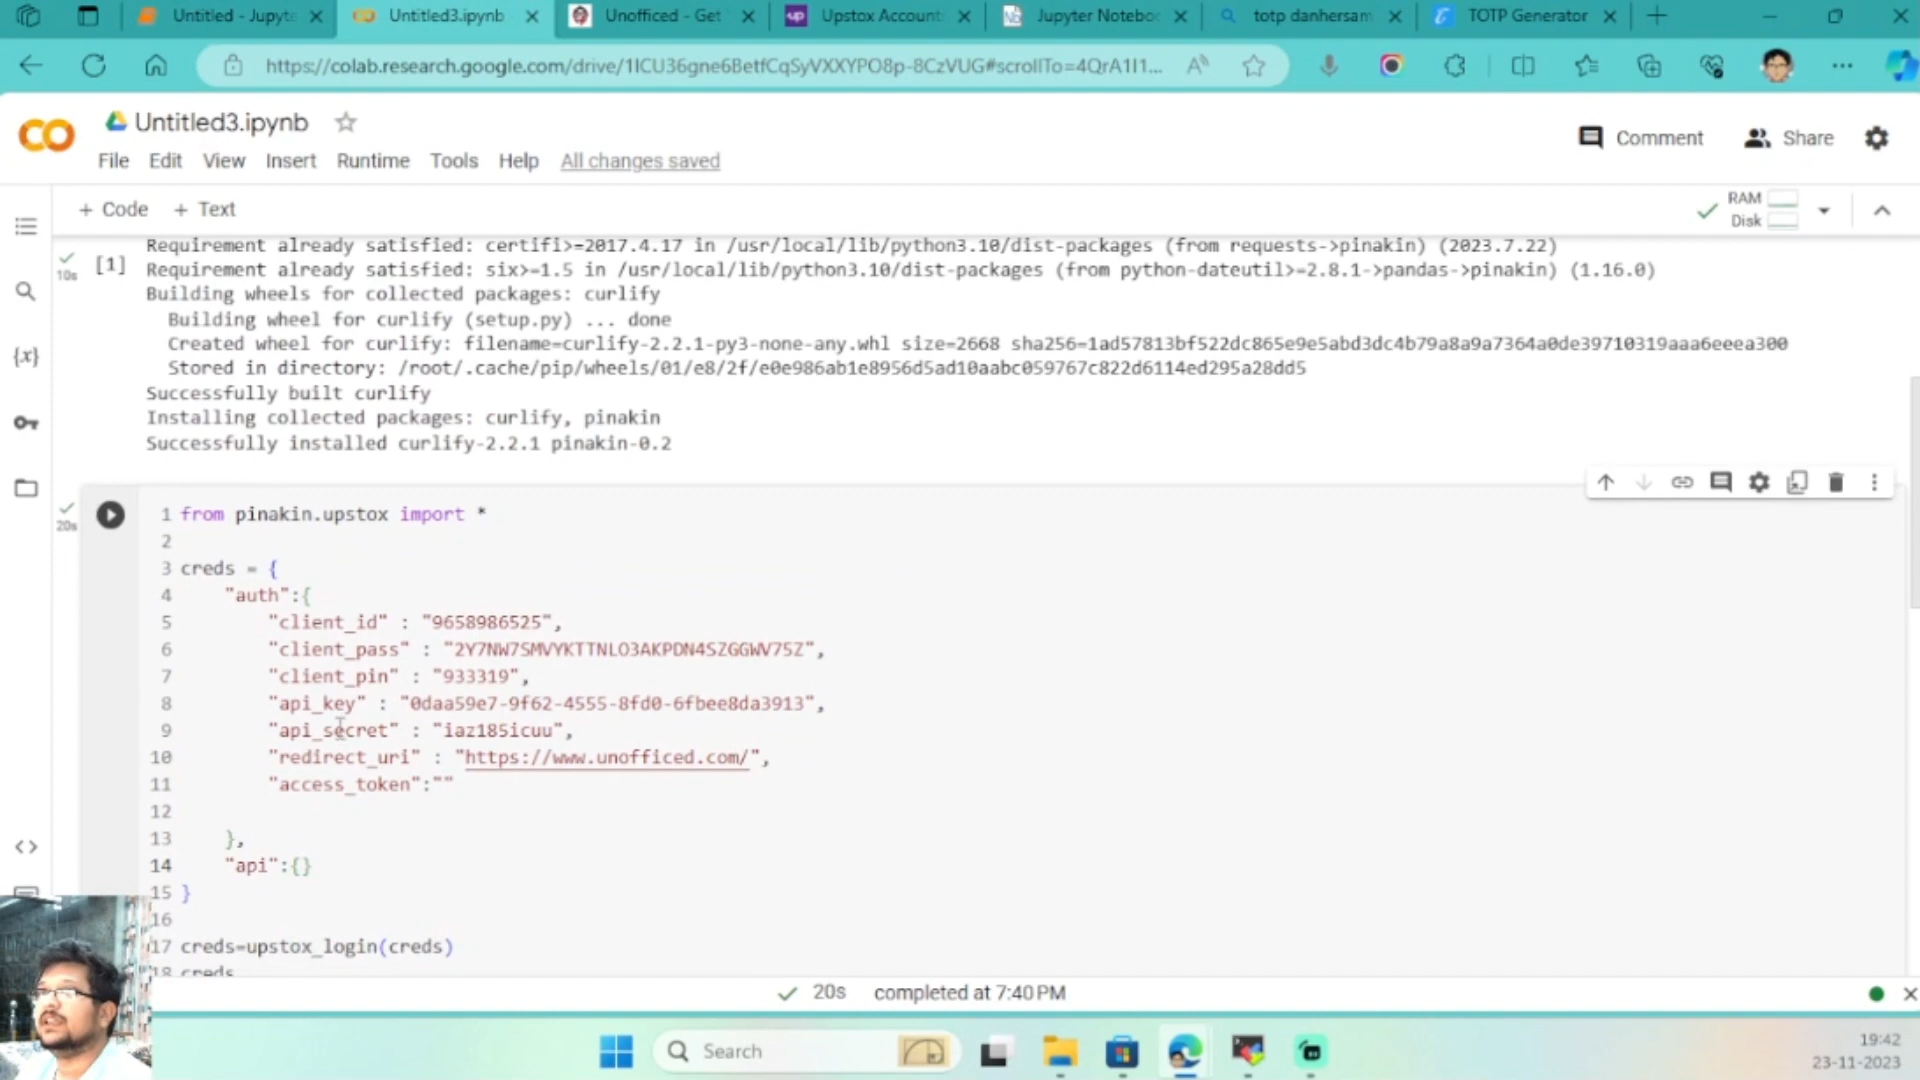 Untitled - Jupyte
Untitled3.ipynb
Unofficed - Get
Upstox Account
Jupyter Noteboo
totp danhersam
TOTP Generator
https://colab.research.google.com/drive/1ICU36gne6BetfCqSyVXXYPO8p-8CzVUG#scrollTo=4QrA1I1...
Untitled3.ipynb
Comment
Share
File Edit View Insert Runtime Tools Help All changes saved
+ Code + Text
RAM
Disk
Requirement already satisfied: certifi>=2017.4.17 in /usr/local/lib/python3.10/dist-packages (from requests->pinakin) (2023.7.22)
10s [1]
Requirement already satisfied: six>=1.5 in /usr/local/lib/python3.10/dist-packages (from python-dateutil>=2.8.1->pandas->pinakin) (1.16.0)
Building wheels for collected packages: curlify
Building wheel for curlify (setup.py) ... done
Created wheel for curlify: filename=curlify-2.2.1-py3-none-any.whl size=2668 sha256=1ad57813bf522dc865e9e5abd3dc4b79a8a9a7364a0de39710319aaa6eeea300
Stored in directory: /root/.cache/pip/wheels/01/e8/2f/e0e986ab1e8956d5ad10aabc059767c822d6114ed295a28dd5
Successfully built curlify
Installing collected packages: curlify, pinakin
Successfully installed curlify-2.2.1 pinakin-0.2
20s
1 from pinakin.upstox import *
2
3 creds = {
4 "auth":{
5 "client_id" : "9658986525",
6 "client_pass" : "2Y7NW7SMVYKTTNLO3AKPDN4SZGGWV75Z",
7 "client_pin" : "933319",
8 "api_key" : "0daa59e7-9f62-4555-8fd0-6fbee8da3913",
9 "api_secret" : "iaz185icuu",
10 "redirect_uri" : "https://www.unofficed.com/",
11 "access_token":""
12
13 },
14 "api":{}
15 }
16
17 creds=upstox_login(creds)
18 creds
20s completed at 7:40 PM
Search
19:42
23-11-2023